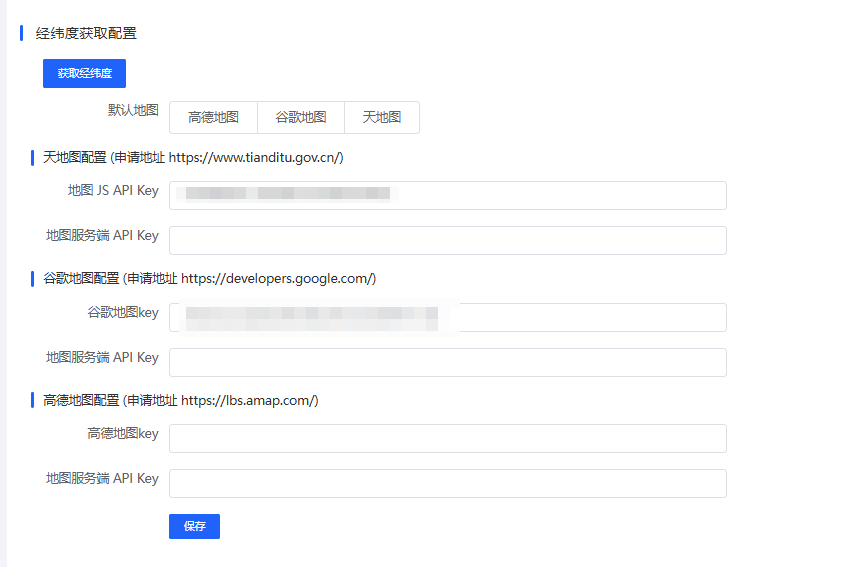 经纬度获取配置
获取经纬度
默认地图 高德地图 谷歌地图 天地图
天地图配置 (申请地址 https://www.tianditu.gov.cn/)
地图 JS API Key
地图服务端 API Key
谷歌地图配置 (申请地址 https://developers.google.com/)
谷歌地图key
地图服务端 API Key
高德地图配置 (申请地址 https://lbs.amap.com/)
高德地图key
地图服务端 API Key
保存